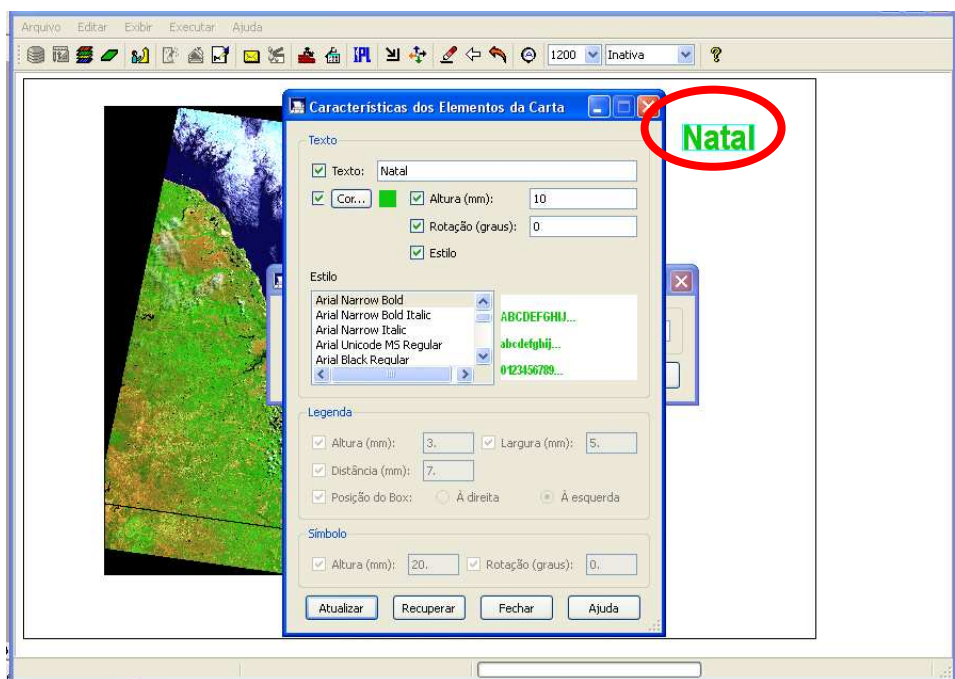 Arquivo Editar Exibir Executar Ajuda
IPL 1200 Inativa
Características dos Elementos da Carta
Natal
Texto
Texto: Natal
Cor... Altura (mm): 10
Rotação (graus): 0
Estilo
Estilo
Arial Narrow Bold
Arial Narrow Bold Italic
Arial Narrow Italic
Arial Unicode MS Regular
Arial Black Regular
ABCDEFGHIJ...
abcdefghij...
0123456789...
Legenda
Altura (mm): 3. Largura (mm): 5.
Distância (mm): 7.
Posição do Box: À direita À esquerda
Símbolo
Altura (mm): 20. Rotação (graus): 0.
Atualizar Recuperar Fechar Ajuda